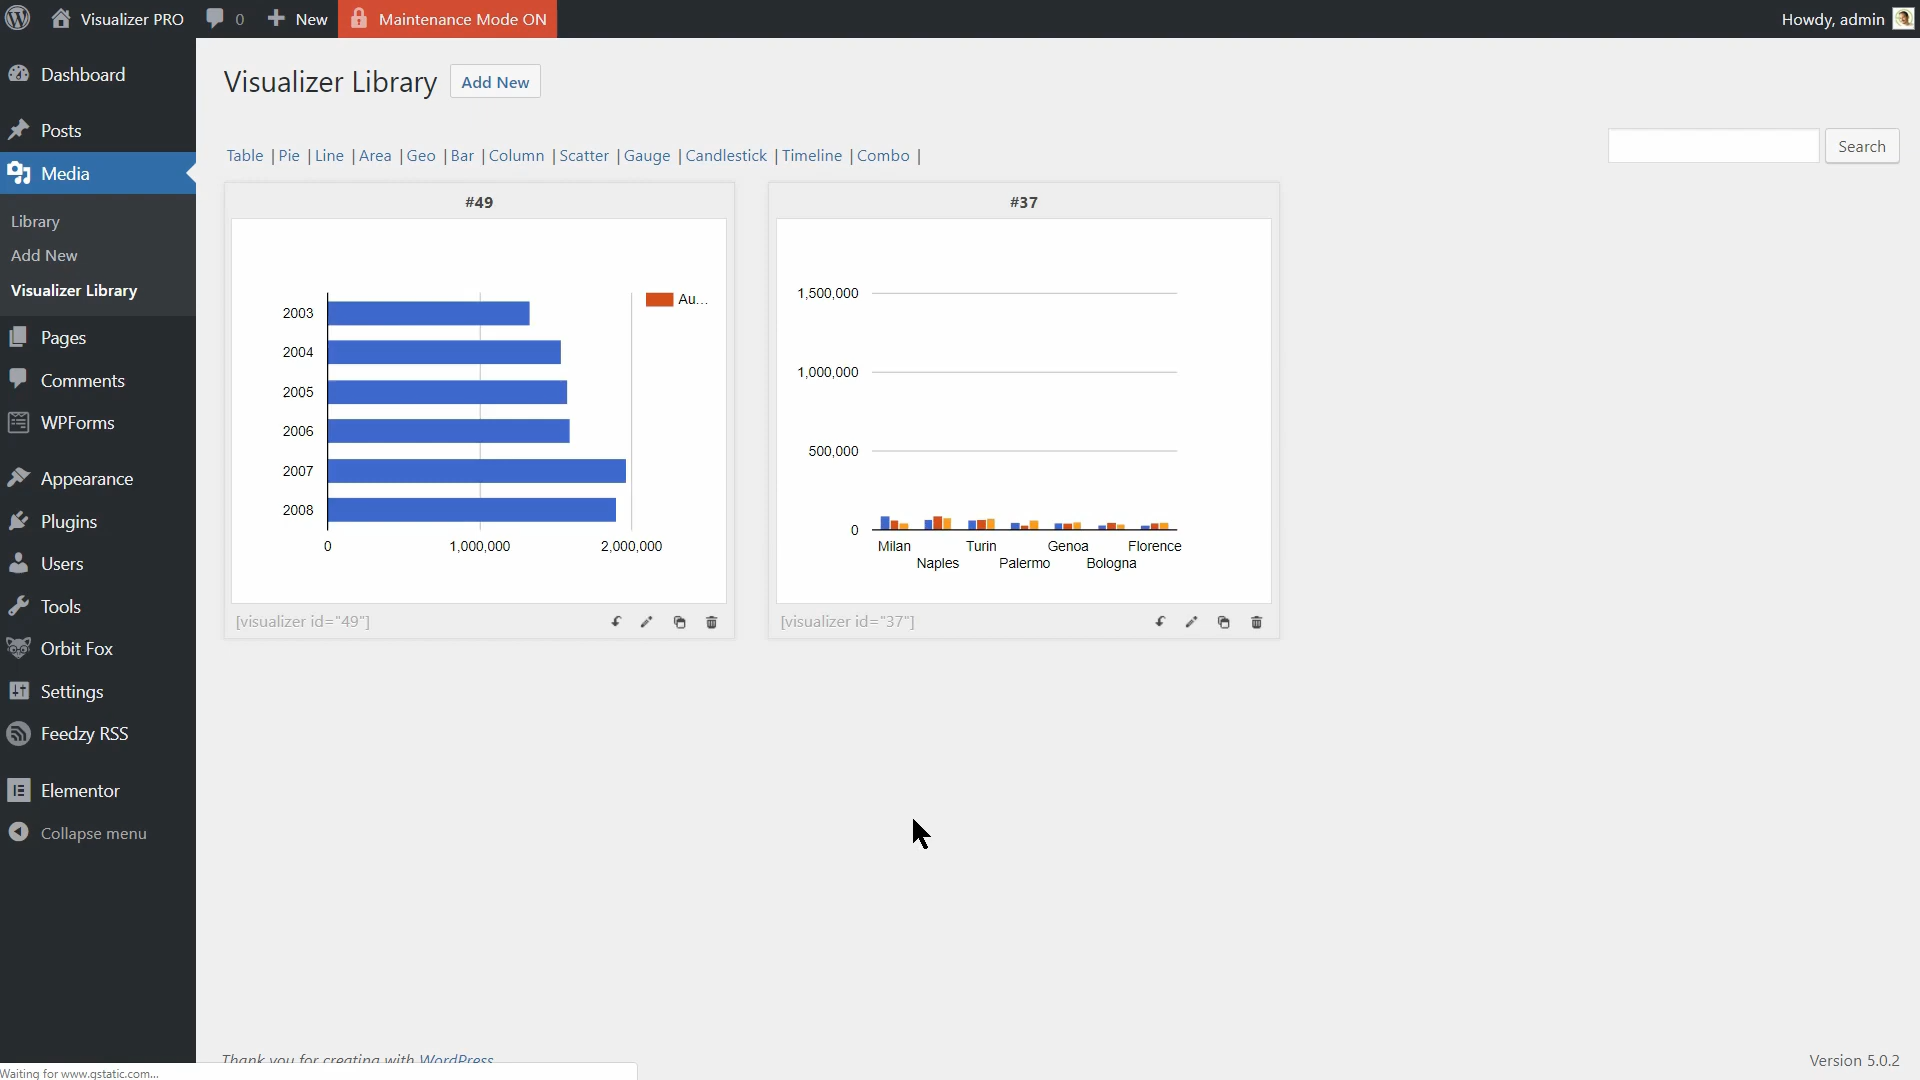 Visualizer PRO 0 New Maintenance Mode ON Howdy, admin
Dashboard
Posts
Media
Library
Add New
Visualizer Library
Pages
Comments
WPForms
Appearance
Plugins
Users
Tools
Orbit Fox
Settings
Feedzy RSS
Elementor
Collapse menu
Visualizer Library Add New
Table | Pie | Line | Area | Geo | Bar | Column | Scatter | Gauge | Candlestick | Timeline | Combo |
Search
#49
2003
2004
2005
2006
2007
2008
0 1,000,000 2,000,000
Au...
[visualizer id="49"]
#37
1,500,000
1,000,000
500,000
0
Milan Turin Genoa Florence
Naples Palermo Bologna
[visualizer id="37"]
Thank you for creating with WordPress
Version 5.0.2
Waiting for www.gstatic.com...